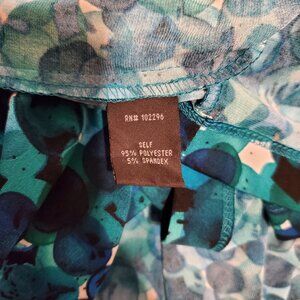 RN# 102296
SELF
95% POLYESTER
5% SPANDEX